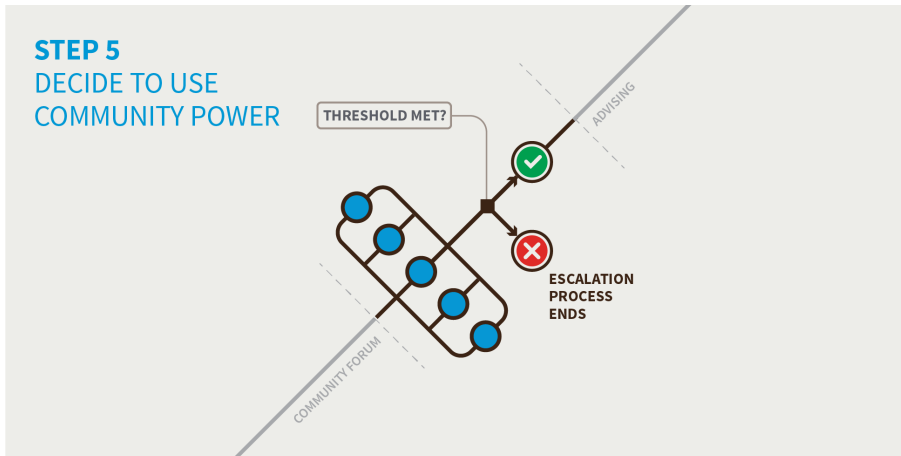 STEP 5
DECIDE TO USE
COMMUNITY POWER
THRESHOLD MET?
ADVISING
ESCALATION
PROCESS
ENDS
COMMUNITY FORUM